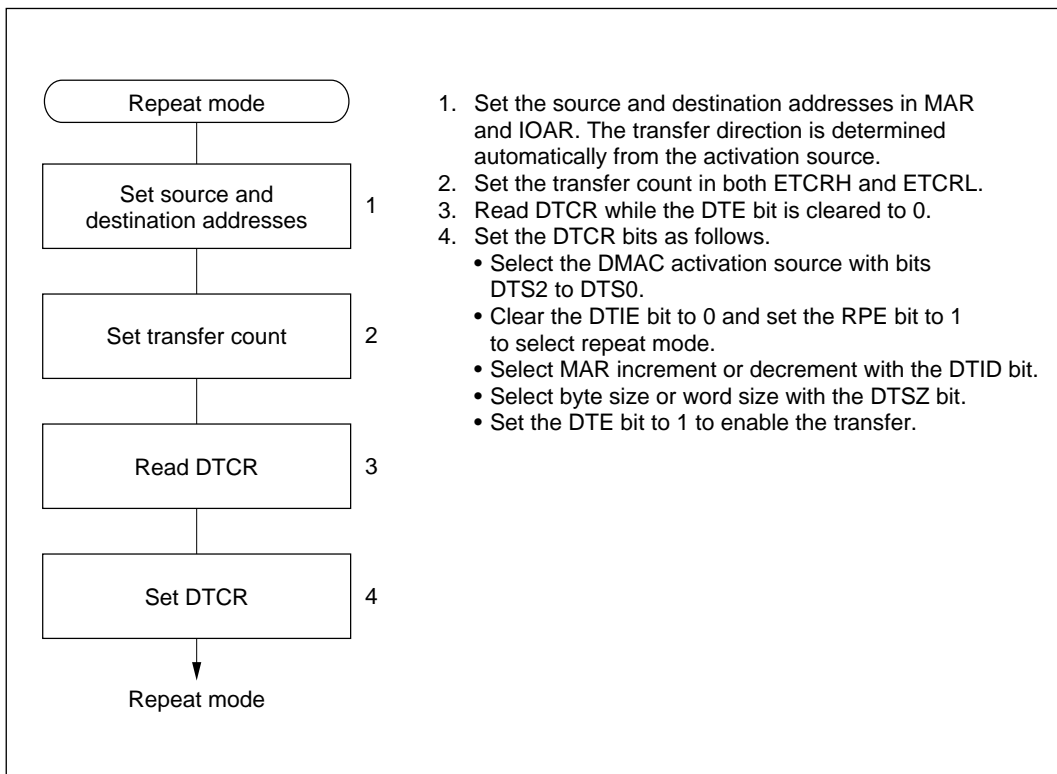 Repeat mode
Set source and
destination addresses
1
Set transfer count
2
Read DTCR
3
Set DTCR
4
Repeat mode
1. Set the source and destination addresses in MAR
and IOAR. The transfer direction is determined
automatically from the activation source.
2. Set the transfer count in both ETCRH and ETCRL.
3. Read DTCR while the DTE bit is cleared to 0.
4. Set the DTCR bits as follows.
• Select the DMAC activation source with bits
DTS2 to DTS0.
• Clear the DTIE bit to 0 and set the RPE bit to 1
to select repeat mode.
• Select MAR increment or decrement with the DTID bit.
• Select byte size or word size with the DTSZ bit.
• Set the DTE bit to 1 to enable the transfer.